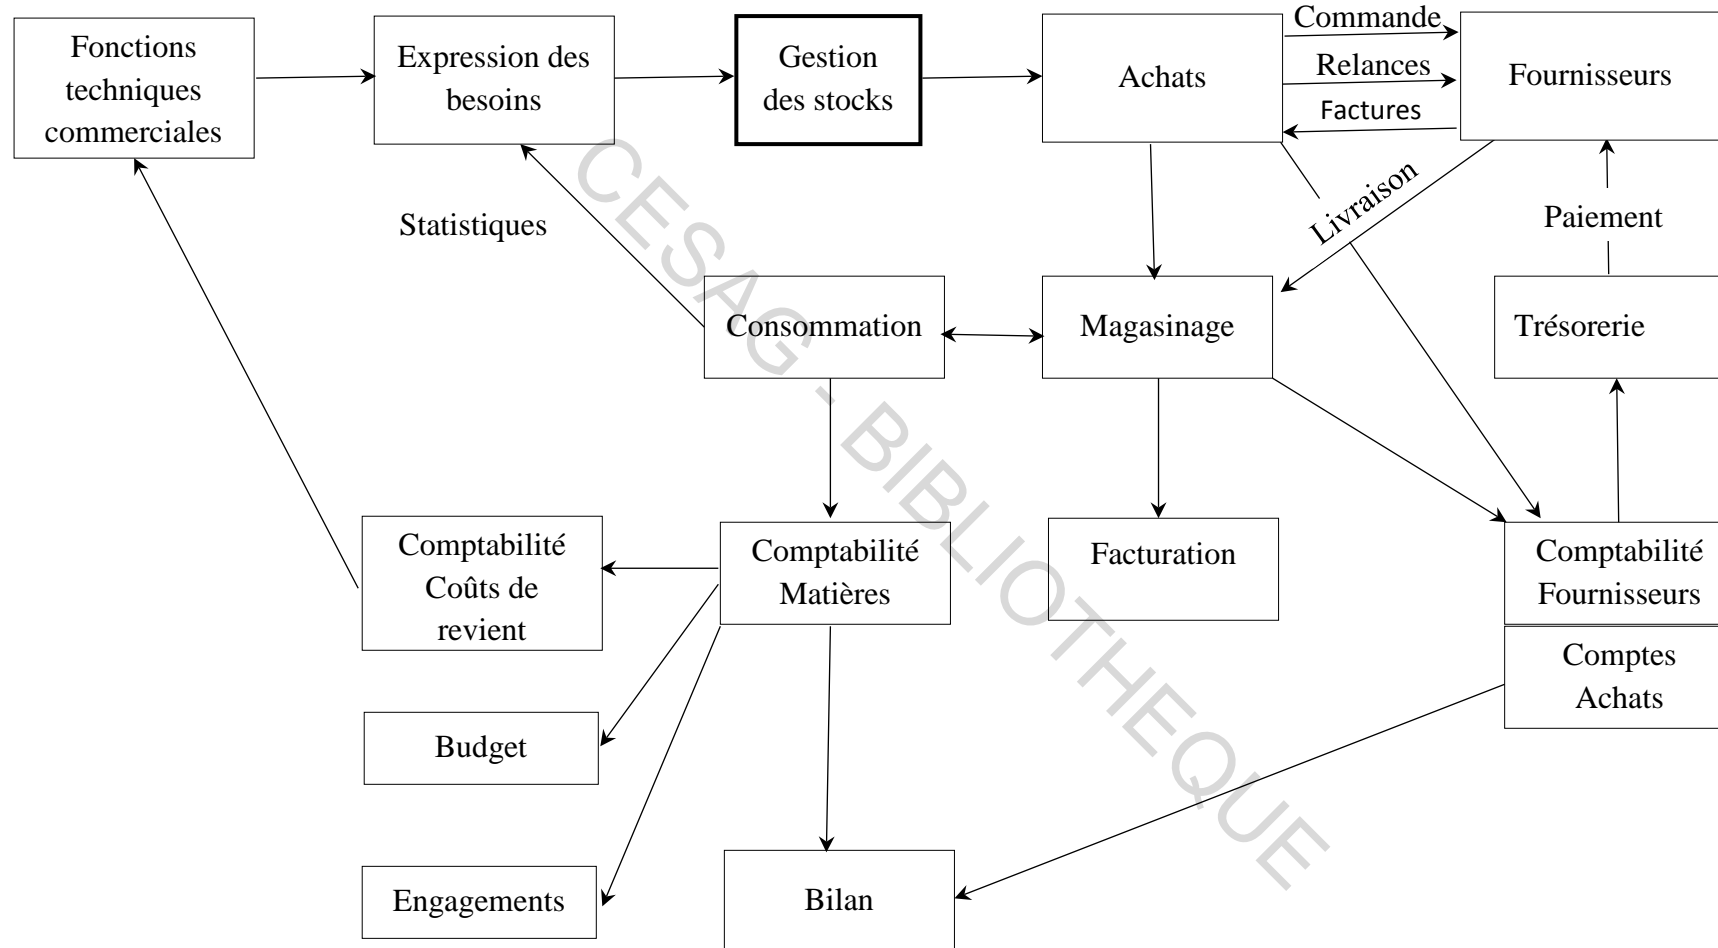 Fonctions
techniques
commerciales
Expression des
besoins
Gestion
des stocks
Achats
Commande
Relances
Factures
Fournisseurs
Statistiques
Livraison
Paiement
Consommation
Magasinage
Trésorerie
Comptabilité
Coûts de
revient
Comptabilité
Matières
Facturation
Comptabilité
Fournisseurs
Comptes
Achats
Budget
Engagements
Bilan
CESAG - BIBLIOTHEQUE